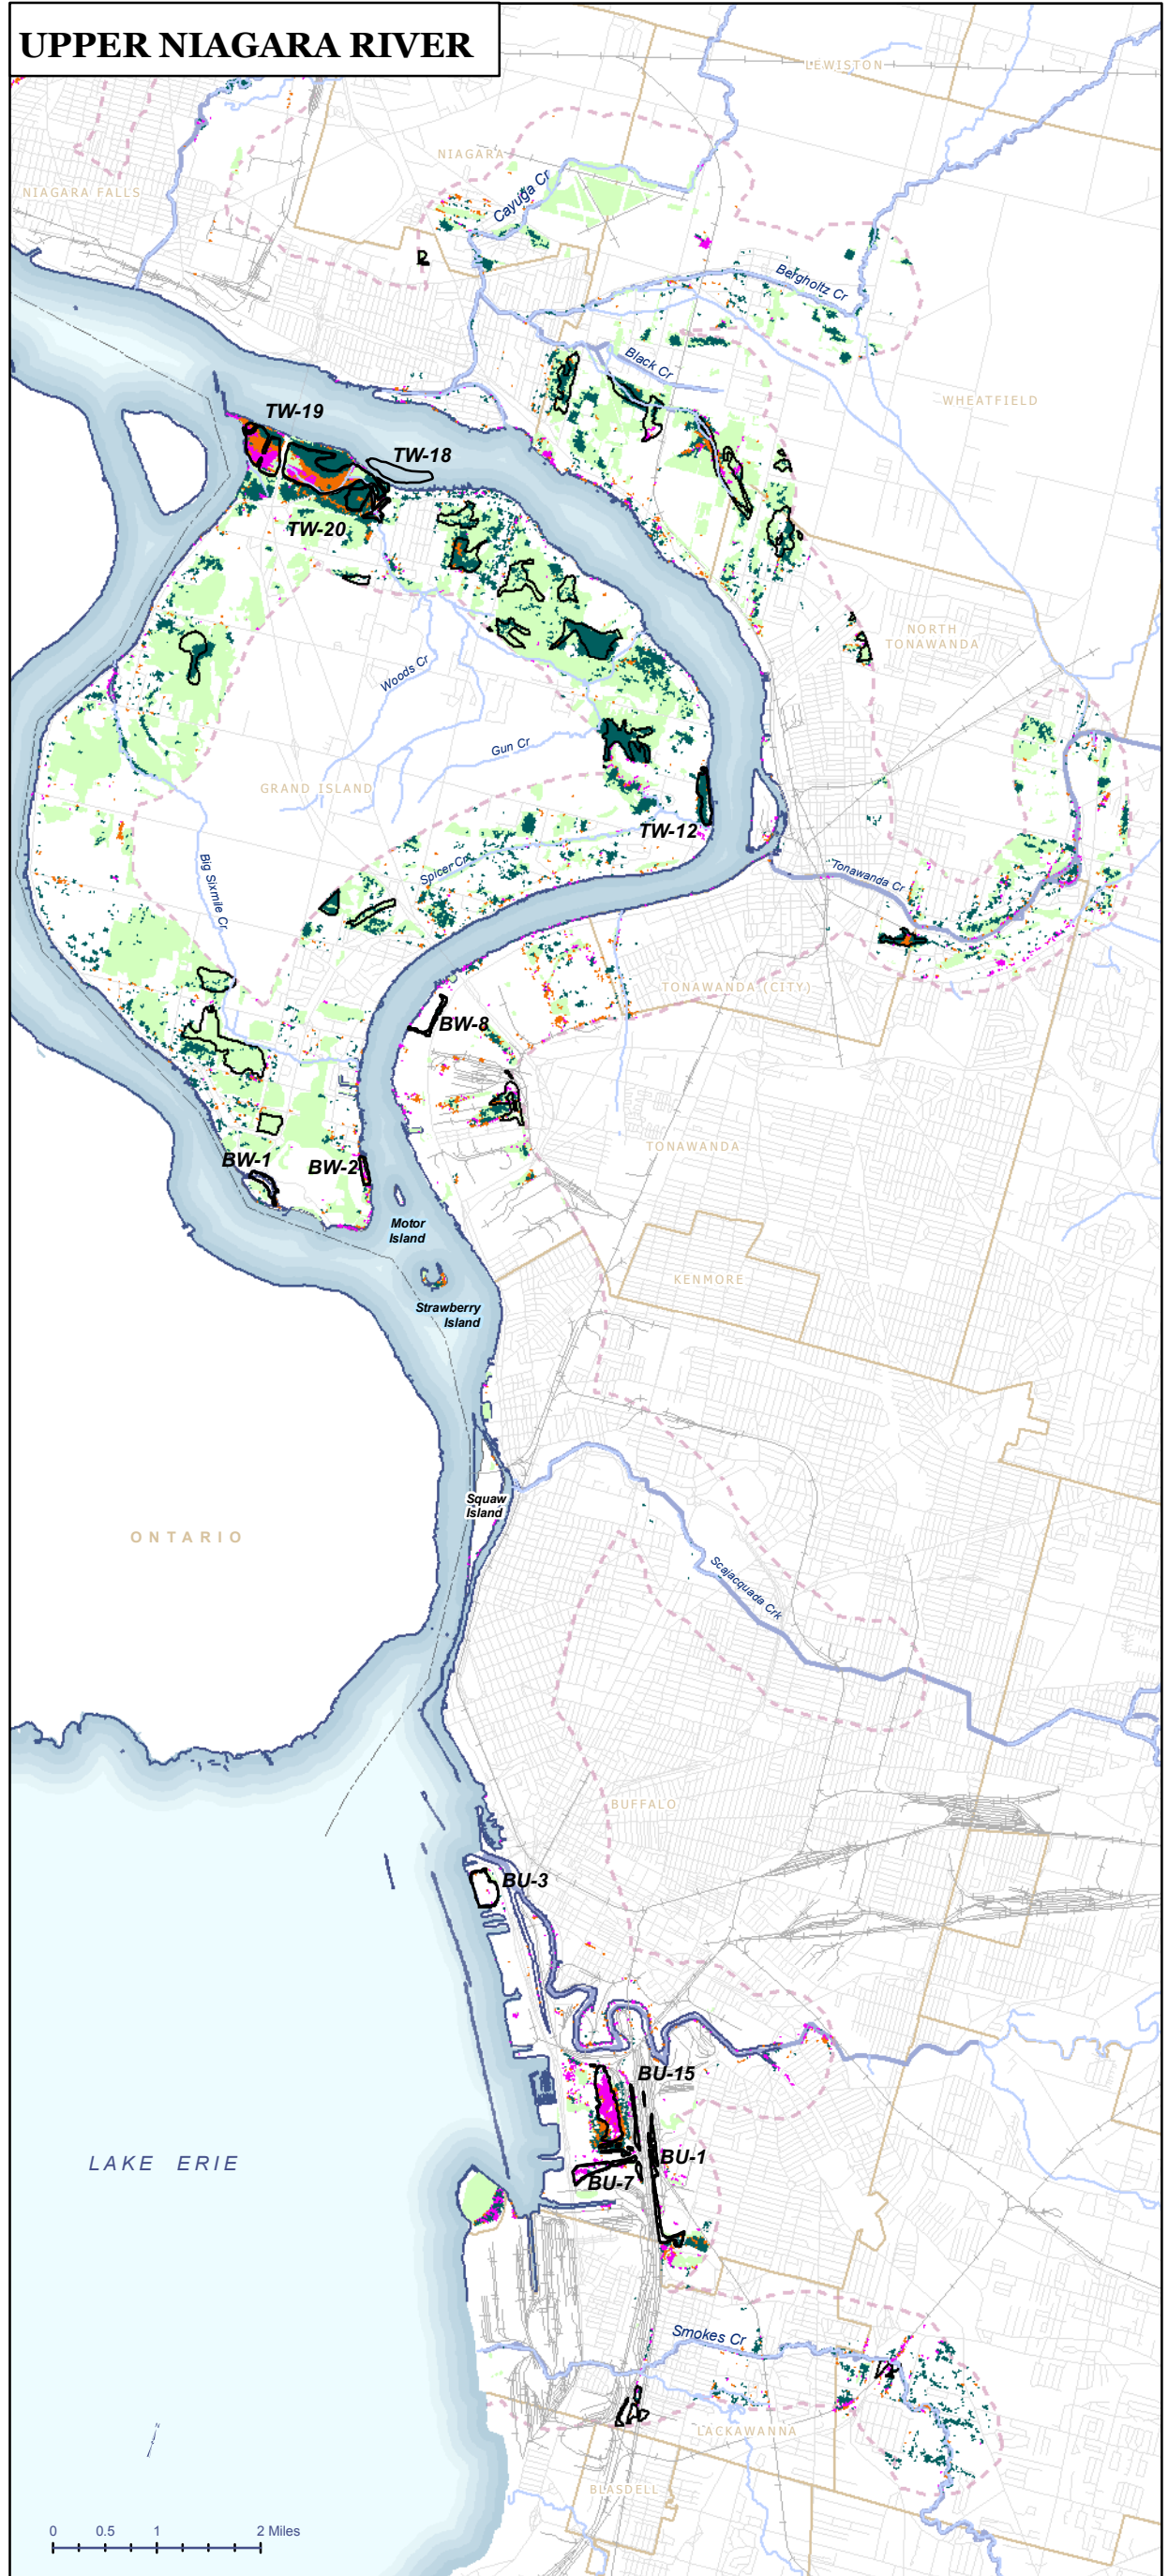 UPPER NIAGARA RIVER
LEWISTON
NIAGARA
NIAGARA FALLS
Cayuga Cr
Bergholtz Cr
Black Cr
WHEATFIELD
TW-19
TW-18
TW-20
NORTH
TONAWANDA
Woods Cr
Gun Cr
GRAND ISLAND
TW-12
Spicer Cr
Tonawanda Cr
Big Sixmile Cr
TONAWANDA (CITY)
BW-8
TONAWANDA
BW-1
BW-2
Motor
Island
KENMORE
Strawberry
Island
Squaw
Island
ONTARIO
Scajacquada Crk
BUFFALO
BU-3
BU-15
BU-1
BU-7
LAKE ERIE
Smokes Cr
LACKAWANNA
BLASDELL
0 0.5 1 2 Miles